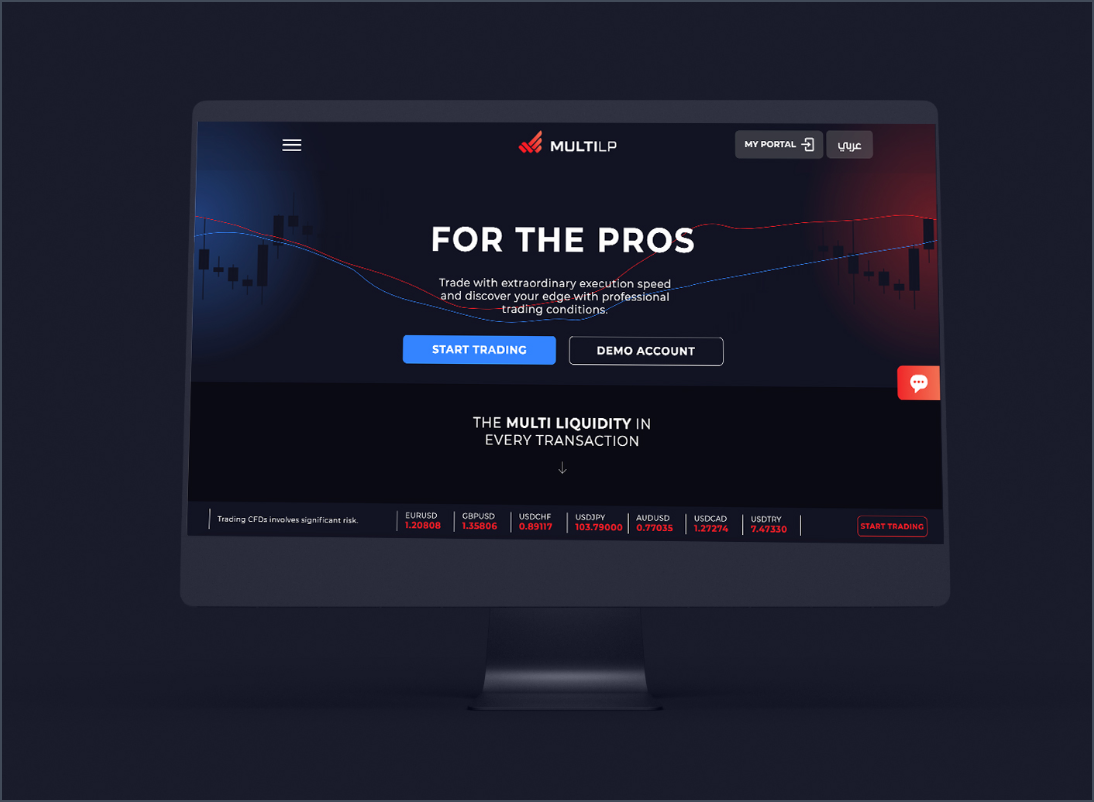 MULTILP
MY PORTAL
عربي
FOR THE PROS
Trade with extraordinary execution speed
and discover your edge with professional
trading conditions.
START TRADING
DEMO ACCOUNT
THE MULTI LIQUIDITY IN
EVERY TRANSACTION
Trading CFDs involves significant risk.
EURUSD
1.20808
GBPUSD
1.35806
USDCHF
0.89117
USDJPY
103.79000
AUDUSD
0.77035
USDCAD
1.27274
USDTRY
7.47330
START TRADING